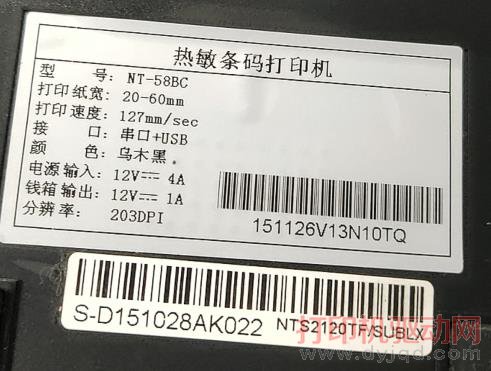 热敏条码打印机
型 号: NT-58BC
打印纸宽: 20-60mm
打印速度: 127mm/sec
接 口: 串口+USB
颜 色: 乌木黑。
电源输入: 12V⎓ 4A
钱箱输出: 12V⎓ 1A
分辨率: 203DPI
151126V13N10TQ
S-D151028AK022 NTS2120TF/SUBLX
打印机驱动网
www.dyjqd.com